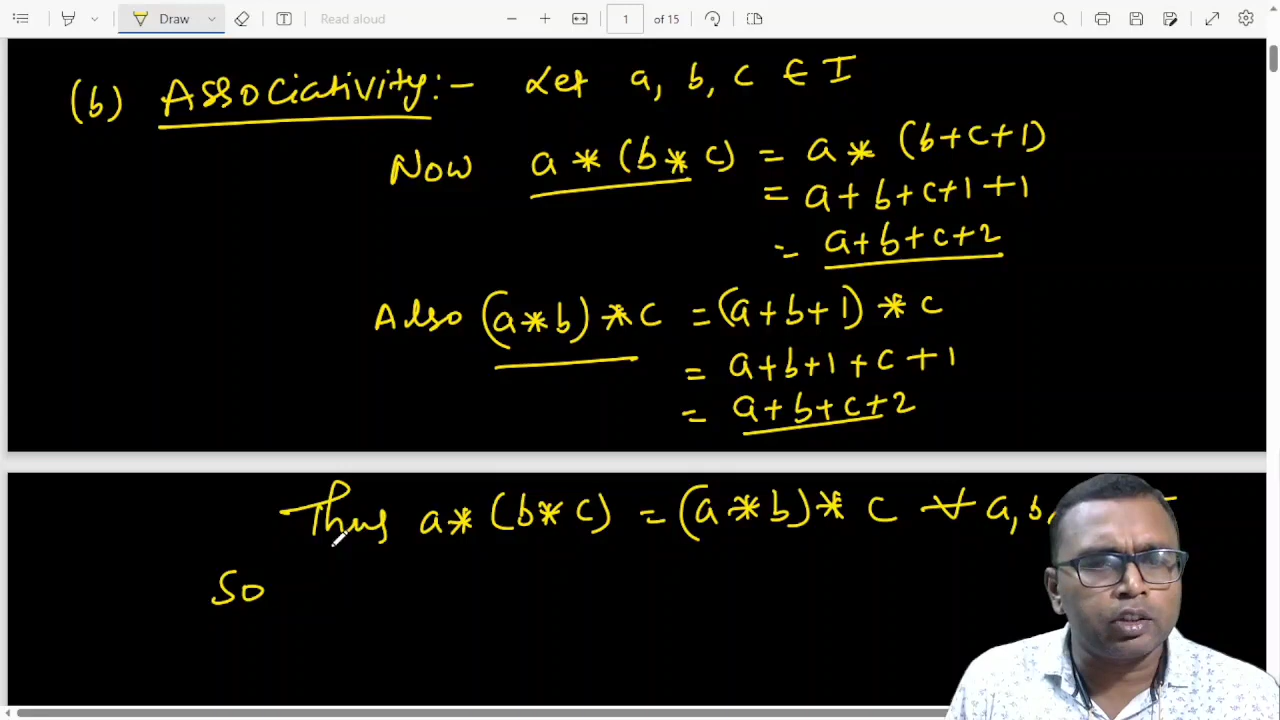 Draw
Read aloud
1 of 15
(b) Associativity:- Let a, b, c ∈ I
Now a * (b * c) = a * (b+c+1)
= a+b+c+1+1
= a+b+c+2
Also (a*b) * c = (a+b+1) * c
= a+b+1+c+1
= a+b+c+2
Thus a* (b*c) = (a*b)* c ∀ a, b,
So